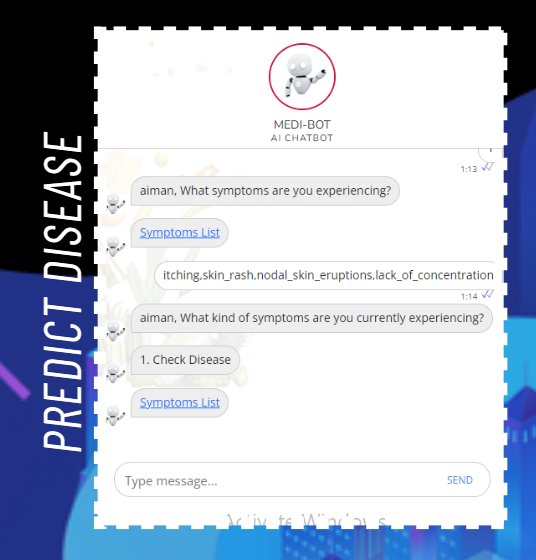 PREDICT DISEASE
MEDI-BOT
AI CHATBOT
1:13
aiman, What symptoms are you experiencing?
Symptoms List
itching,skin_rash,nodal_skin_eruptions,lack_of_concentration
1:14
aiman, What kind of symptoms are you currently experiencing?
1. Check Disease
Symptoms List
Type message...
SEND
Activate Windows